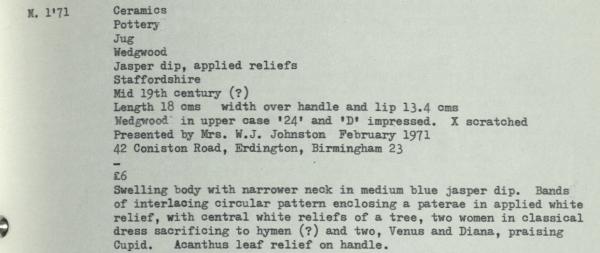 M. 1'71
Ceramics
Pottery
Jug
Wedgwood
Jasper dip, applied reliefs
Staffordshire
Mid 19th century (?)
Length 18 cms width over handle and lip 13.4 cms
Wedgwood in upper case '24' and 'D' impressed. X scratched
Presented by Mrs. W.J. Johnston February 1971
42 Coniston Road, Erdington, Birmingham 23
-
£6
Swelling body with narrower neck in medium blue jasper dip. Bands
of interlacing circular pattern enclosing a paterae in applied white
relief, with central white reliefs of a tree, two women in classical
dress sacrificing to hymen (?) and two, Venus and Diana, praising
Cupid. Acanthus leaf relief on handle.